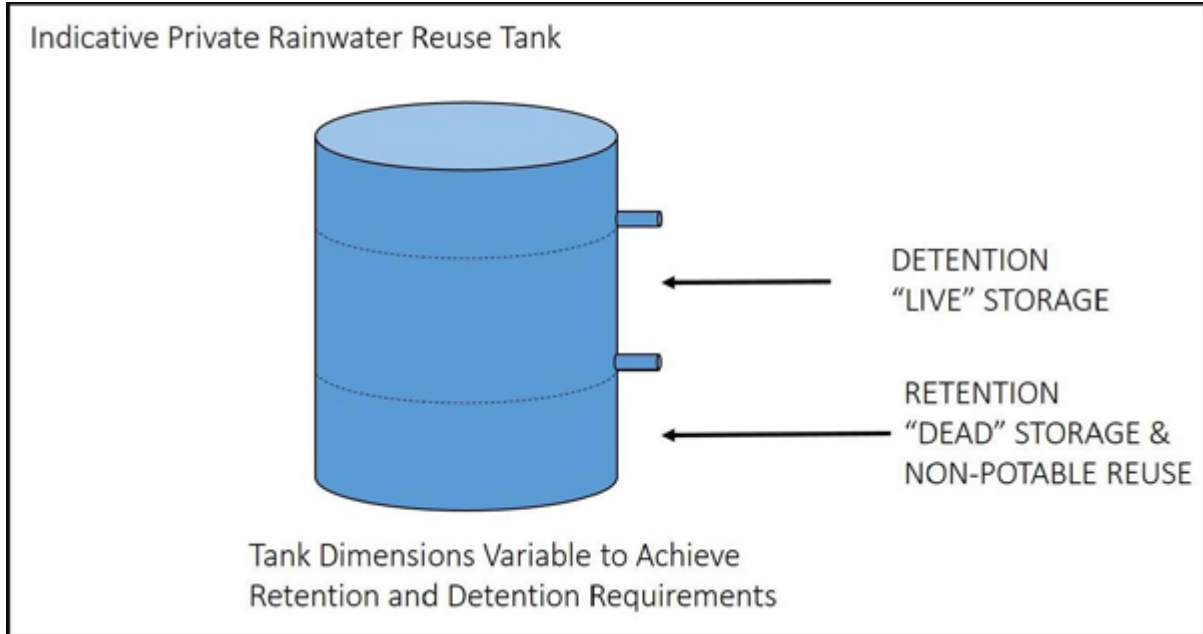 Indicative Private Rainwater Reuse Tank
DETENTION
“LIVE” STORAGE
RETENTION
“DEAD” STORAGE &
NON-POTABLE REUSE
Tank Dimensions Variable to Achieve
Retention and Detention Requirements